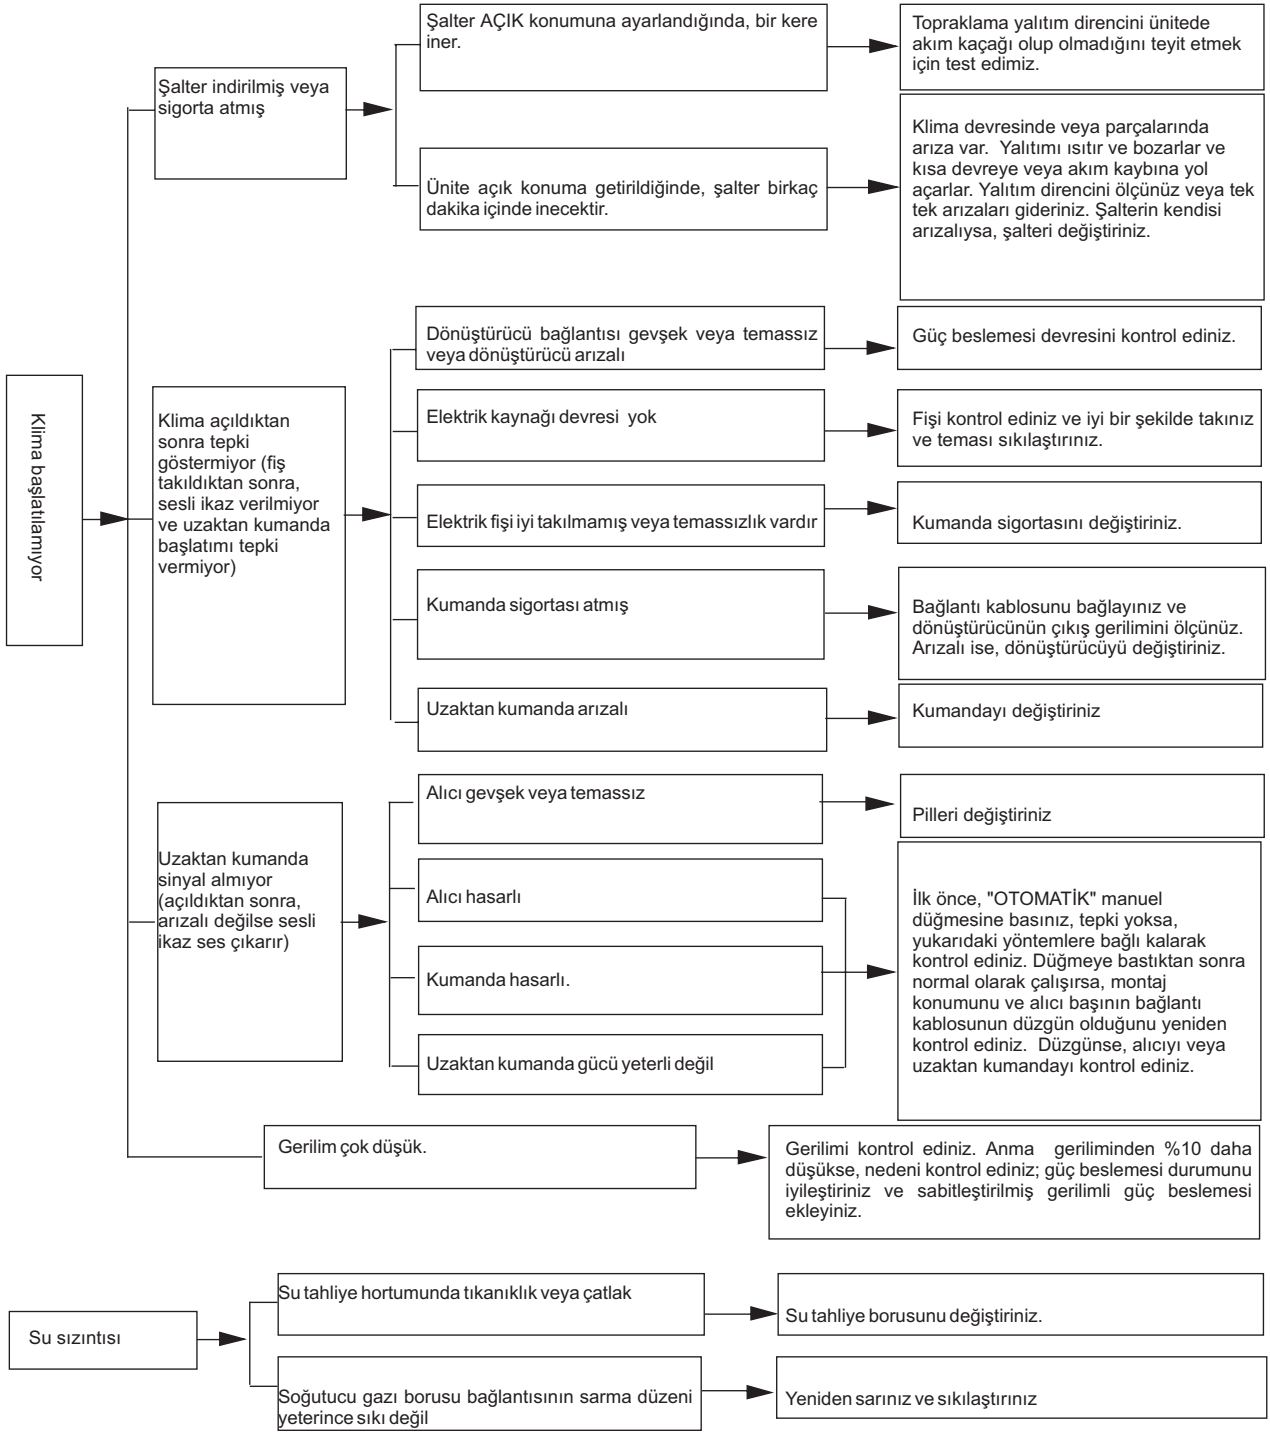 Şalter AÇIK konumuna ayarlandığında, bir kere
iner.
Topraklama yalıtım direncini ünitede
akım kaçağı olup olmadığını teyit etmek
için test edimiz.
Şalter indirilmiş veya
sigorta atmış
Ünite açık konuma getirildiğinde, şalter birkaç
dakika içinde inecektir.
Klima devresinde veya parçalarında
arıza var. Yalıtımı ısıtır ve bozarlar ve
kısa devreye veya akım kaybına yol
açarlar. Yalıtım direncini ölçünüz veya tek
tek arızaları gideriniz. Şalterin kendisi
arızalıysa, şalteri değiştiriniz.
Klima başlatılamıyor
Klima açıldıktan
sonra tepki
göstermiyor (fiş
takıldıktan sonra,
sesli ikaz verilmiyor
ve uzaktan kumanda
başlatımı tepki
vermiyor)
Dönüştürücü bağlantısı gevşek veya temassız
veya dönüştürücü arızalı
Güç beslemesi devresini kontrol ediniz.
Elektrik kaynağı devresi yok
Fişi kontrol ediniz ve iyi bir şekilde takınız
ve teması sıkılaştırınız.
Elektrik fişi iyi takılmamış veya temassızlık vardır
Kumanda sigortasını değiştiriniz.
Kumanda sigortası atmış
Bağlantı kablosunu bağlayınız ve
dönüştürücünün çıkış gerilimini ölçünüz.
Arızalı ise, dönüştürücüyü değiştiriniz.
Uzaktan kumanda arızalı
Kumandayı değiştiriniz
Uzaktan kumanda
sinyal almıyor
(açıldıktan sonra,
arızalı değilse sesli
ikaz ses çıkarır)
Alıcı gevşek veya temassız
Pilleri değiştiriniz
Alıcı hasarlı
Kumanda hasarlı.
Uzaktan kumanda gücü yeterli değil
İlk önce, "OTOMATİK" manuel
düğmesine basınız, tepki yoksa,
yukarıdaki yöntemlere bağlı kalarak
kontrol ediniz. Düğmeye bastıktan sonra
normal olarak çalışırsa, montaj
konumunu ve alıcı başının bağlantı
kablosunun düzgün olduğunu yeniden
kontrol ediniz. Düzgünse, alıcıyı veya
uzaktan kumandayı kontrol ediniz.
Gerilim çok düşük.
Gerilimi kontrol ediniz. Anma geriliminden %10 daha
düşükse, nedeni kontrol ediniz; güç beslemesi durumunu
iyileştiriniz ve sabitleştirilmiş gerilimli güç beslemesi
ekleyiniz.
Su sızıntısı
Su tahliye hortumunda tıkanıklık veya çatlak
Su tahliye borusunu değiştiriniz.
Soğutucu gazı borusu bağlantısının sarma düzeni
yeterince sıkı değil
Yeniden sarınız ve sıkılaştırınız